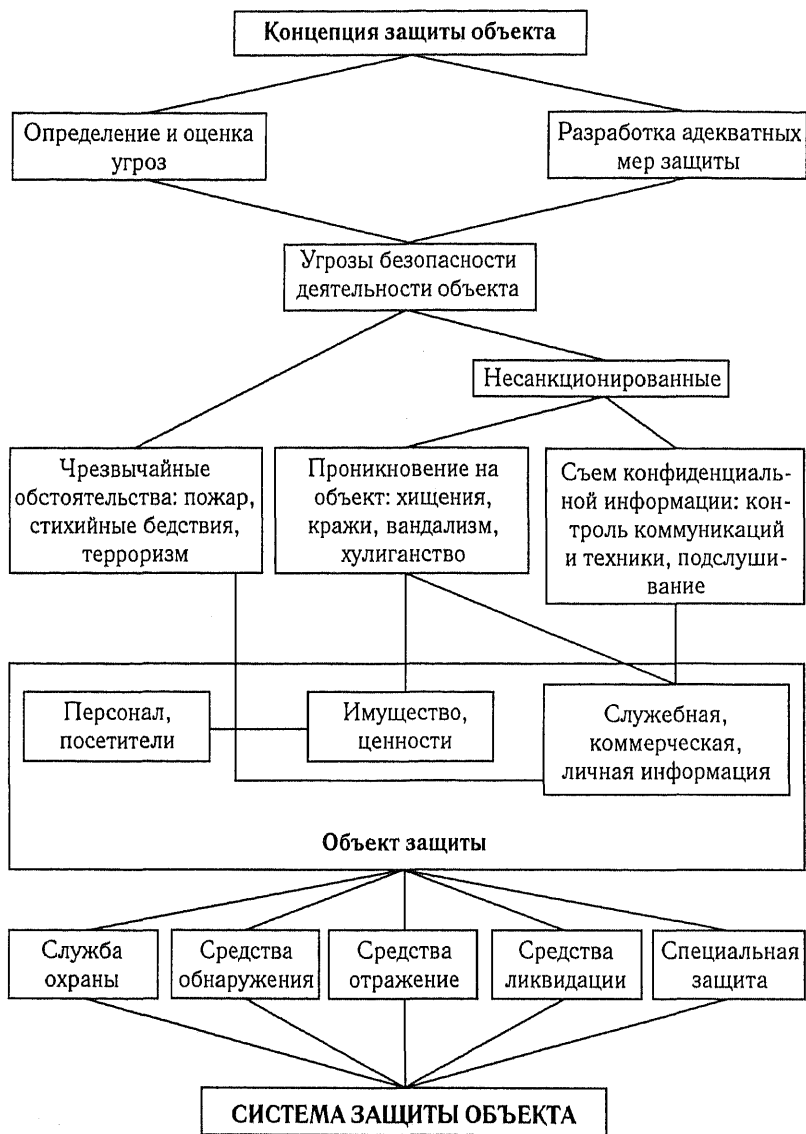 Концепция защиты объекта
Определение и оценка
угроз
Разработка адекватных
мер защиты
Угрозы безопасности
деятельности объекта
Несанкционированные
Чрезвычайные
обстоятельства: пожар,
стихийные бедствия,
терроризм
Проникновение на
объект: хищения,
кражи, вандализм,
хулиганство
Съем конфиденциаль-
ной информации: кон-
троль коммуникаций
и техники, подслуши-
вание
Персонал,
посетители
Имущество,
ценности
Служебная,
коммерческая,
личная информация
Объект защиты
Служба
охраны
Средства
обнаружения
Средства
отражение
Средства
ликвидации
Специальная
защита
СИСТЕМА ЗАЩИТЫ ОБЪЕКТА